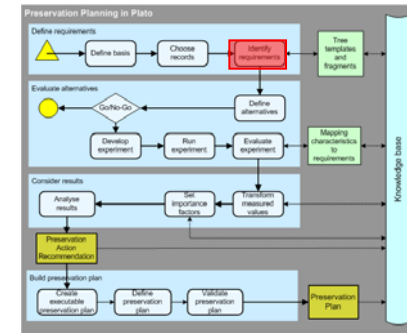 Preservation Planning in Plato
Define requirements
Define basis
Choose
records
Identify
requirements
Tree
templates
and
fragments
Evaluate alternatives
Go/No-Go
Define
alternatives
Develop
experiment
Run
experiment
Evaluate
experiment
Mapping
characteristics
to
requirements
Knowledge base
Consider results
Analyse
results
Set
importance
factors
Transform
measured
values
Preservation
Action
Recommendation
Build preservation plan
Create
executable
preservation plan
Define
preservation
plan
Validate
preservation
plan
Preservation
Plan